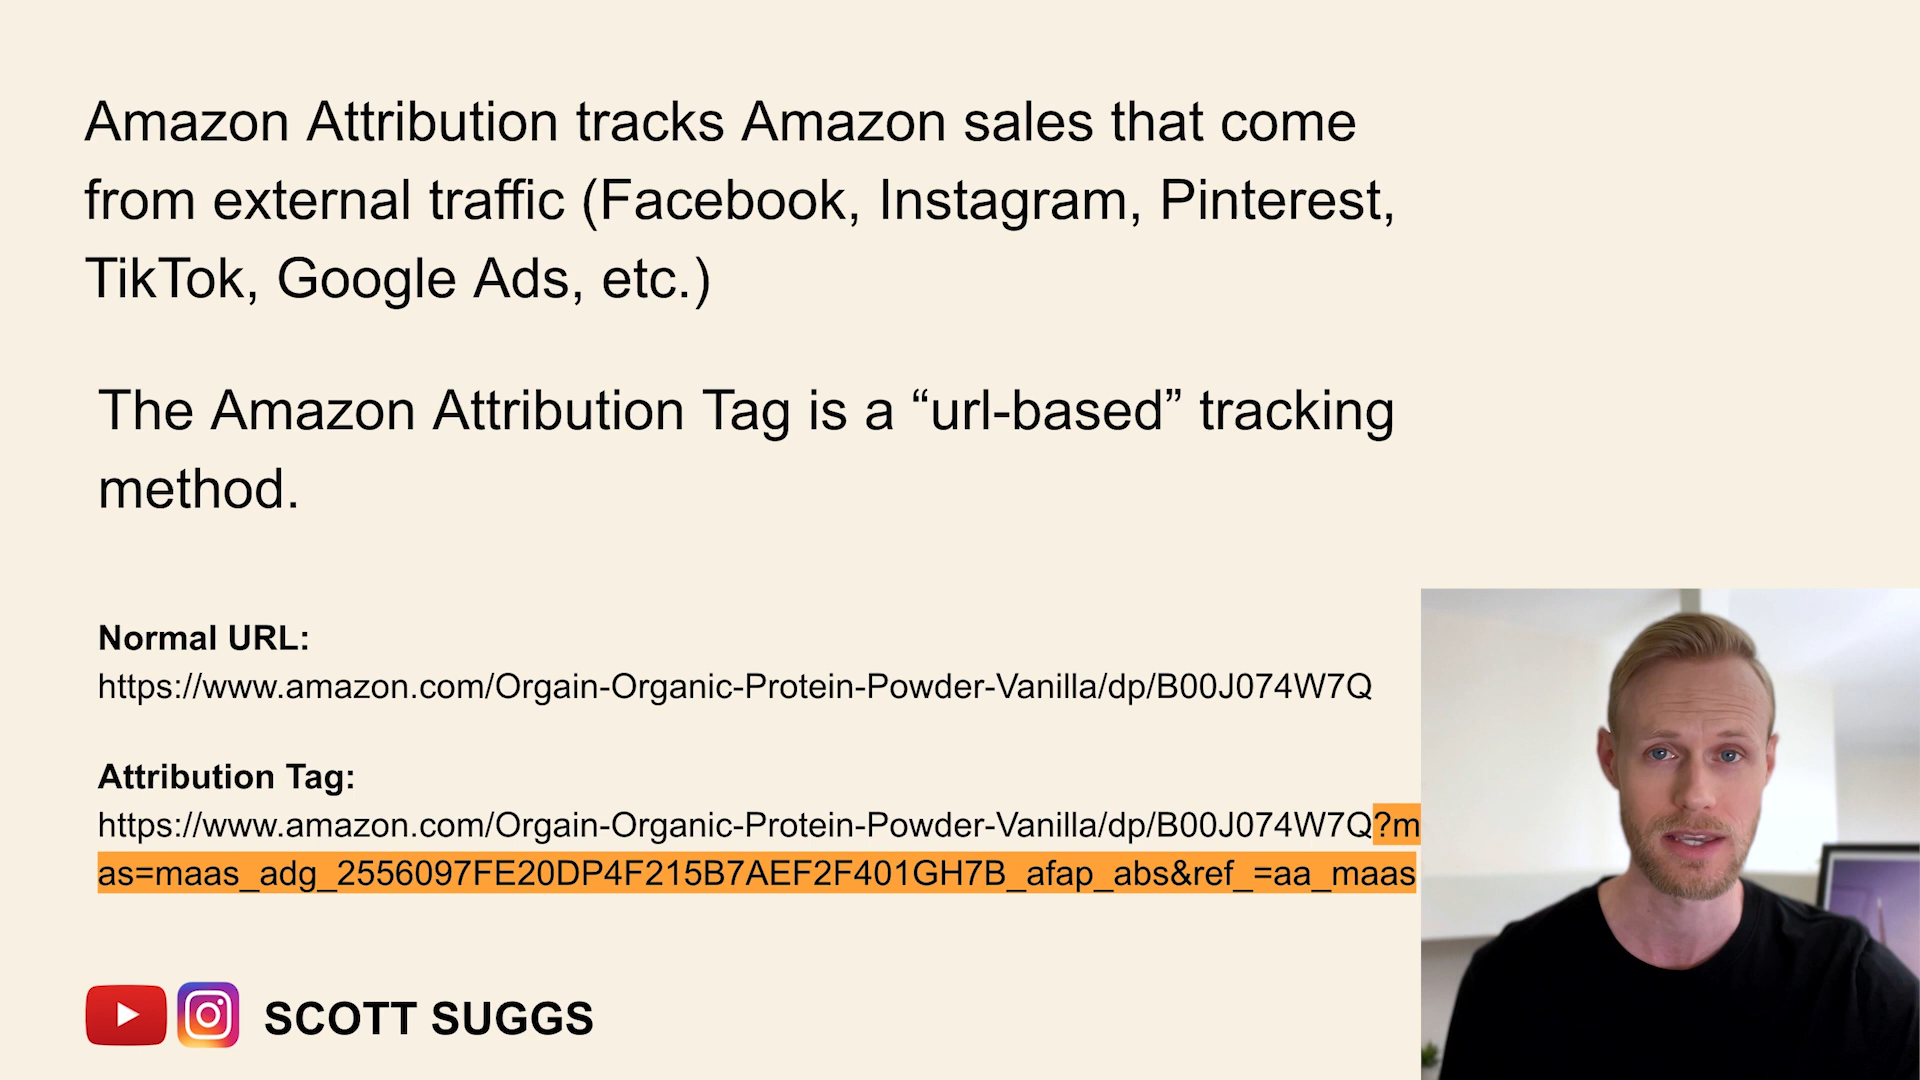 Amazon Attribution tracks Amazon sales that come
from external traffic (Facebook, Instagram, Pinterest,
TikTok, Google Ads, etc.)
The Amazon Attribution Tag is a “url-based” tracking
method.
Normal URL:
https://www.amazon.com/Orgain-Organic-Protein-Powder-Vanilla/dp/B00J074W7Q
Attribution Tag:
https://www.amazon.com/Orgain-Organic-Protein-Powder-Vanilla/dp/B00J074W7Q?m
as=maas_adg_2556097FE20DP4F215B7AEF2F401GH7B_afap_abs&ref_=aa_maas
SCOTT SUGGS